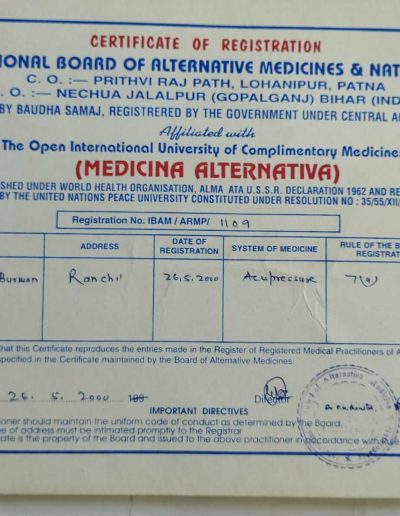 CERTIFICATE OF REGISTRATION
IONAL BOARD OF ALTERNATIVE MEDICINES & NAT
C. O. :— PRITHVI RAJ PATH, LOHANIPUR, PATNA
. O. :— NECHUA JALALPUR (GOPALGANJ) BIHAR (IND
BY BAUDHA SAMAJ, REGISTRERED BY THE GOVERNMENT UNDER CENTRAL A
Affiliated with
The Open International University of Complimentary Medicines
(MEDICINA ALTERNATIVA)
SHED UNDER WORLD HEALTH ORGANISATION, ALMA ATA U.S.S.R. DECLARATION 1962 AND RE
BY THE UNITED NATIONS PEACE UNIVERSITY CONSTITUTED UNDER RESOLUTION NO : 35/55/XII/
Registration No. IBAM / ARMP/ 1109
ADDRESS DATE OF REGISTRATION SYSTEM OF MEDICINE RULE OF THE B REGISTRAT
Ranchi 26.5.2000 Acupressure 7(a)
that this Certificate reproduces the entries made in the Register of Registered Medical Practitioners of A
specified in the Certificate maintained by the Board of Alternative Medicines.
26. 5. 2000 199
Director
IMPORTANT DIRECTIVES
ioner should maintain the uniform code of conduct as determined by the Board.
e of address must be intimated promptly to the Registrar
cate is the property of the Board and issued to the above practitioner in accordance with Rule